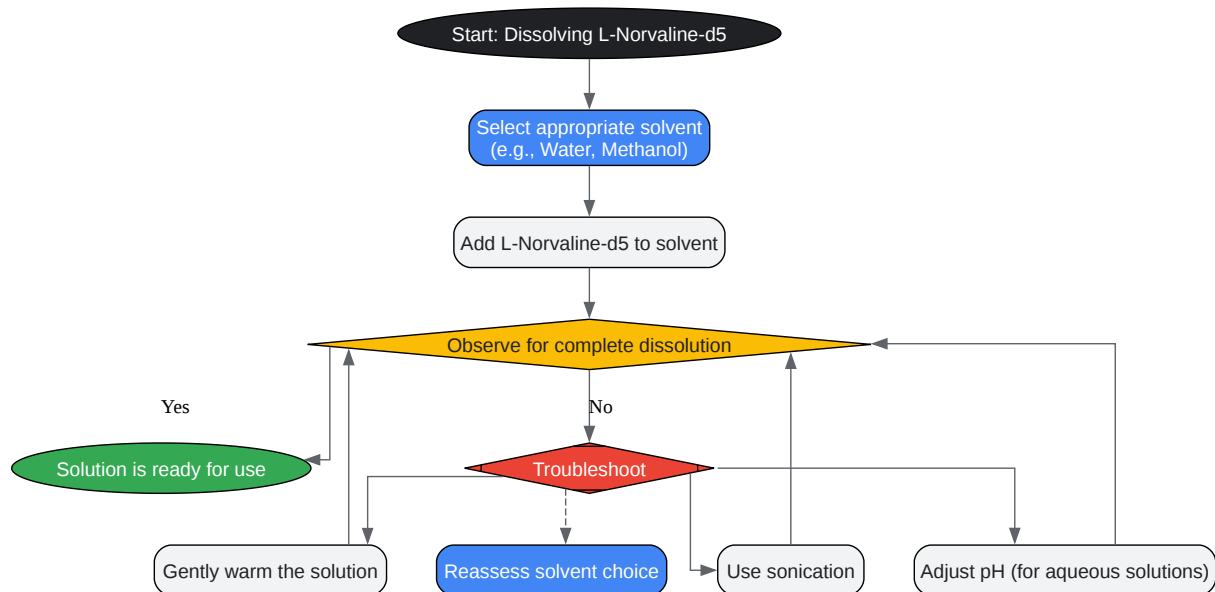 Start: Dissolving L-Norvaline-d5
Select appropriate solvent
(e.g., Water, Methanol)
Add L-Norvaline-d5 to solvent
Observe for complete dissolution
Yes
No
Solution is ready for use
Troubleshoot
Gently warm the solution
Reassess solvent choice
Use sonication
Adjust pH (for aqueous solutions)